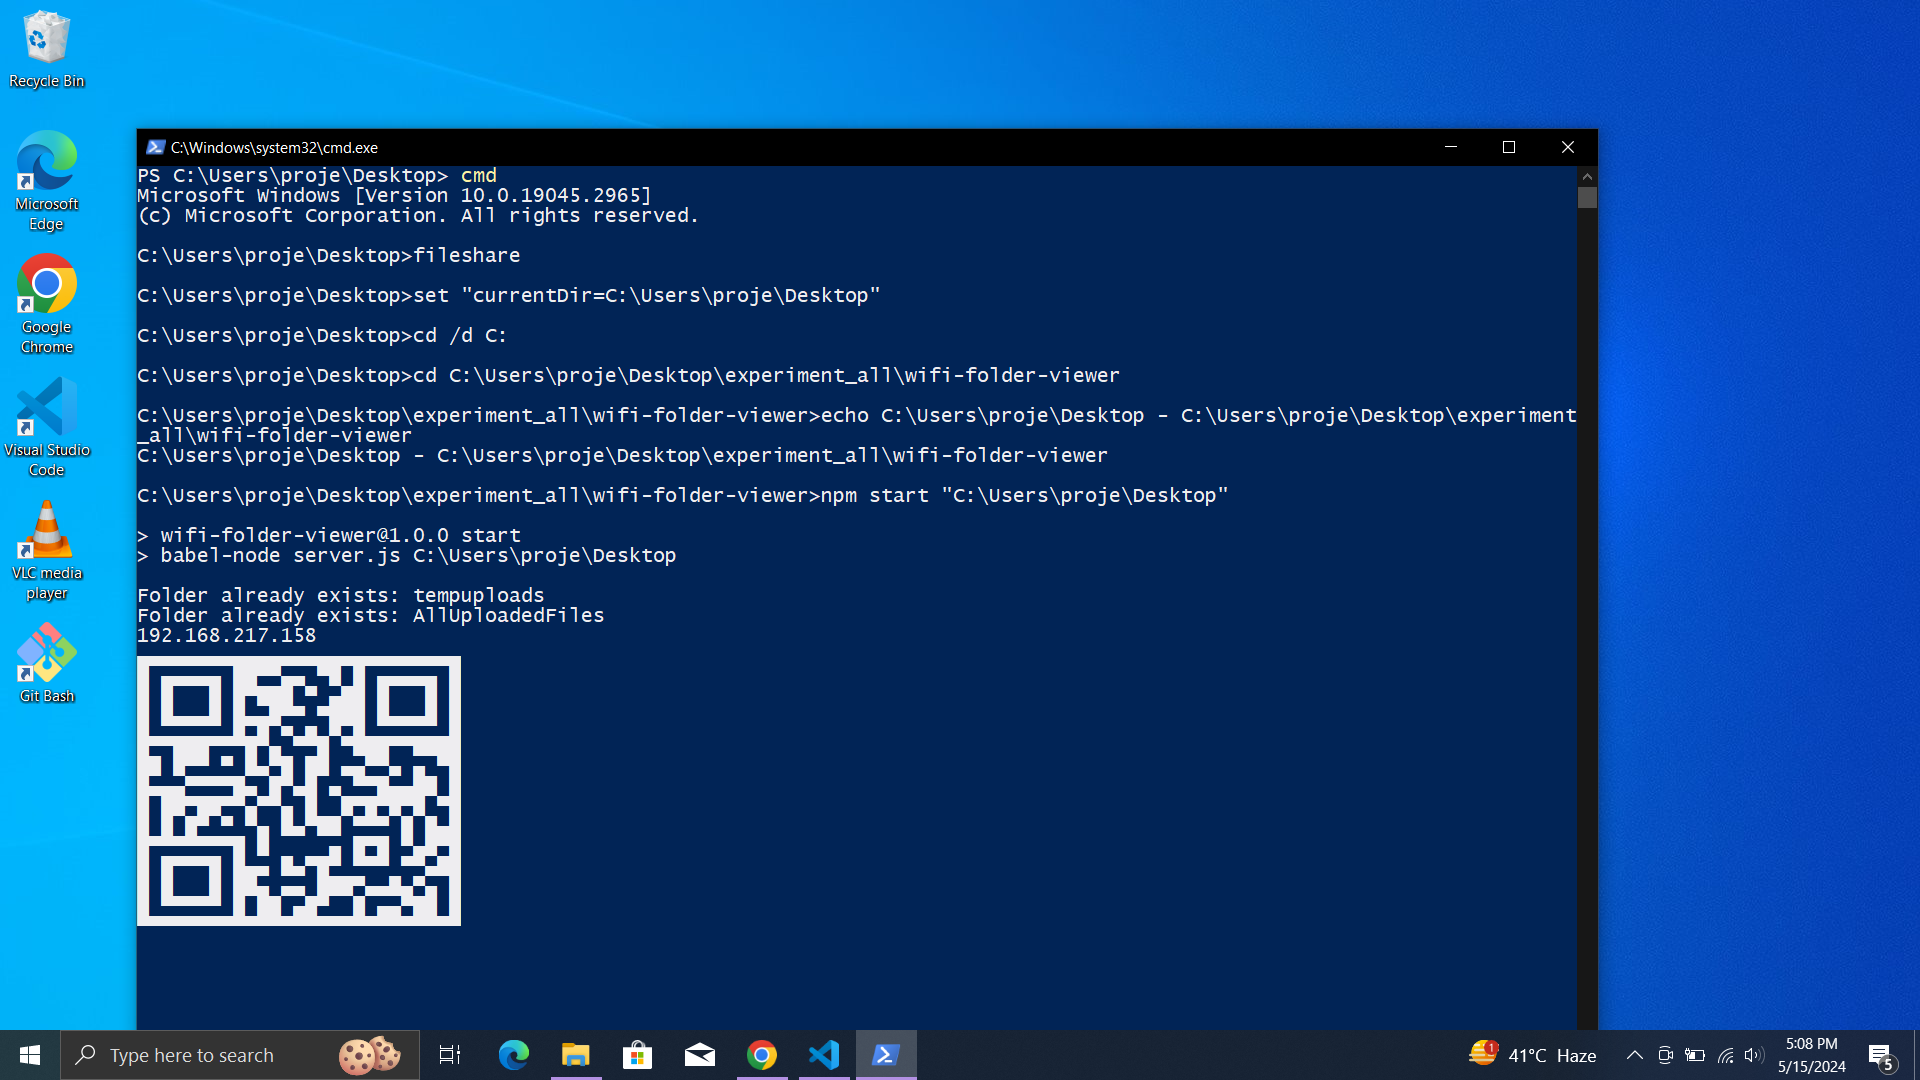 Recycle Bin
Microsoft
Edge
Google
Chrome
Visual Studio
Code
VLC media
player
Git Bash
C:\Windows\system32\cmd.exe
PS C:\Users\proje\Desktop> cmd
Microsoft Windows [Version 10.0.19045.2965]
(c) Microsoft Corporation. All rights reserved.
C:\Users\proje\Desktop>fileshare
C:\Users\proje\Desktop>set "currentDir=C:\Users\proje\Desktop"
C:\Users\proje\Desktop>cd /d C:
C:\Users\proje\Desktop>cd C:\Users\proje\Desktop\experiment_all\wifi-folder-viewer
C:\Users\proje\Desktop\experiment_all\wifi-folder-viewer>echo C:\Users\proje\Desktop - C:\Users\proje\Desktop\experiment
_all\wifi-folder-viewer
C:\Users\proje\Desktop - C:\Users\proje\Desktop\experiment_all\wifi-folder-viewer
C:\Users\proje\Desktop\experiment_all\wifi-folder-viewer>npm start "C:\Users\proje\Desktop"
> wifi-folder-viewer@1.0.0 start
> babel-node server.js C:\Users\proje\Desktop
Folder already exists: tempuploads
Folder already exists: AllUploadedFiles
192.168.217.158
Type here to search
1
41°C Haze
5:08 PM
5/15/2024
5